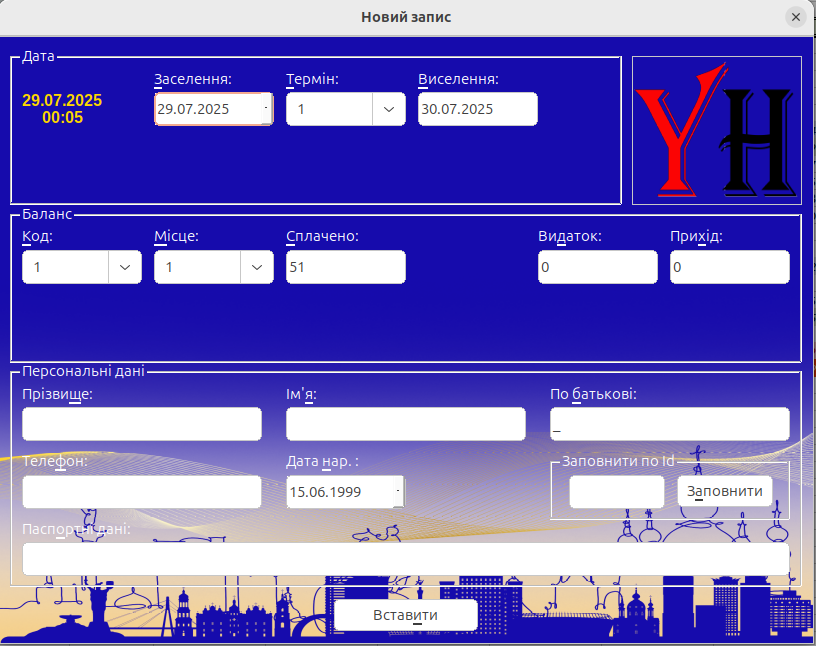 Новий запис
Дата
29.07.2025
00:05
Заселення: Термін: Виселення:
29.07.2025 1 30.07.2025
YH
Баланс
Код: Місце: Сплачено: Видаток: Прихід:
1 1 51 0 0
Персональні дані
Прізвище: Ім'я: По батькові:
_
Телефон: Дата нар. : Заповнити по Id
15.06.1999 Заповнити
Паспортні дані:
Вставити